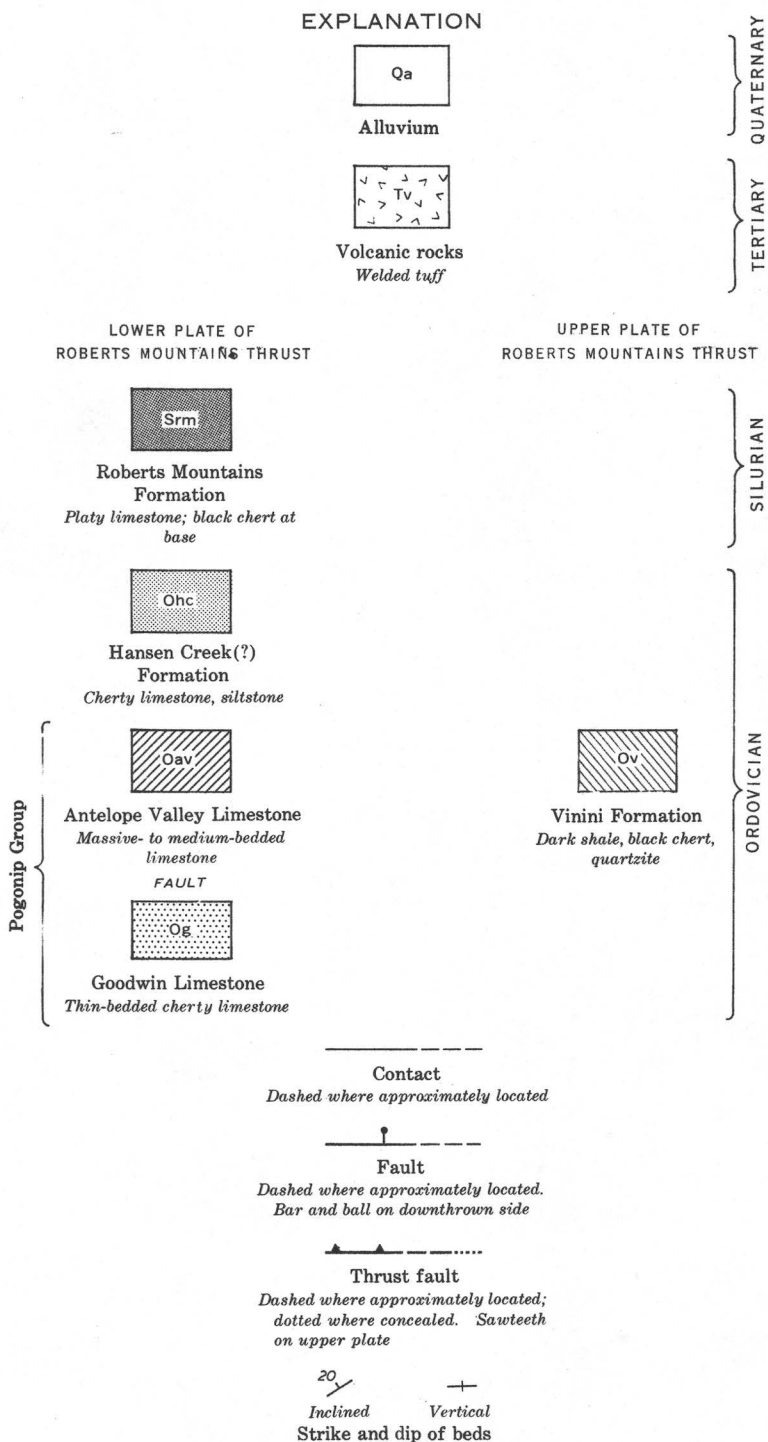 EXPLANATION
Qa
Alluvium
QUATERNARY
Tv
Volcanic rocks
Welded tuff
TERTIARY
LOWER PLATE OF
ROBERTS MOUNTAINS THRUST
UPPER PLATE OF
ROBERTS MOUNTAINS THRUST
Srm
Roberts Mountains
Formation
Platy limestone; black chert at
base
SILURIAN
Ohc
Hansen Creek(?)
Formation
Cherty limestone, siltstone
Oav
Antelope Valley Limestone
Massive- to medium-bedded
limestone
FAULT
Og
Goodwin Limestone
Thin-bedded cherty limestone
Pogonip Group
Ov
Vinini Formation
Dark shale, black chert,
quartzite
ORDOVICIAN
Contact
Dashed where approximately located
Fault
Dashed where approximately located.
Bar and ball on downthrown side
Thrust fault
Dashed where approximately located;
dotted where concealed. Sawteeth
on upper plate
20
Inclined Vertical
Strike and dip of beds